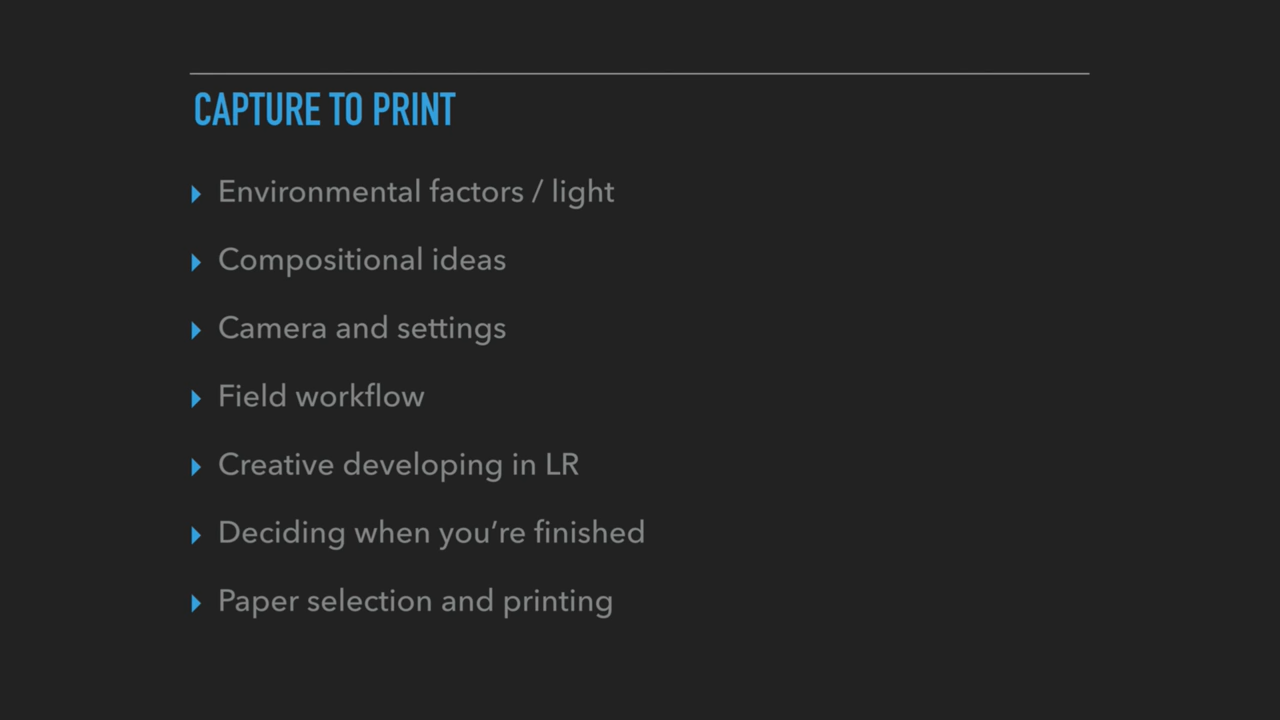 CAPTURE TO PRINT
Environmental factors / light
Compositional ideas
Camera and settings
Field workflow
Creative developing in LR
Deciding when you’re finished
Paper selection and printing